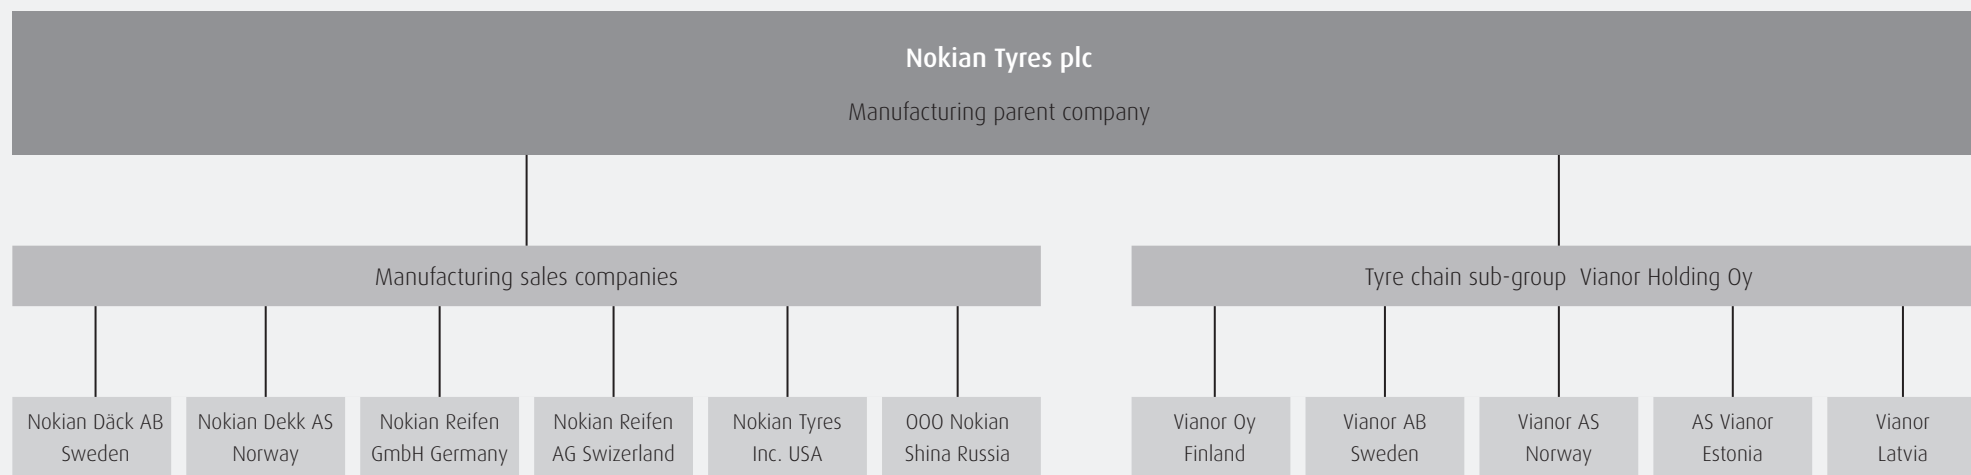 Nokian Tyres plc
Manufacturing parent company
Manufacturing sales companies
Tyre chain sub-group  Vianor Holding Oy
Nokian Däck AB
Sweden
Nokian Dekk AS
Norway
Nokian Reifen
GmbH Germany
Nokian Reifen
AG Swizerland
Nokian Tyres
Inc. USA
OOO Nokian
Shina Russia
Vianor Oy
Finland
Vianor AB
Sweden
Vianor AS
Norway
AS Vianor
Estonia
Vianor
Latvia